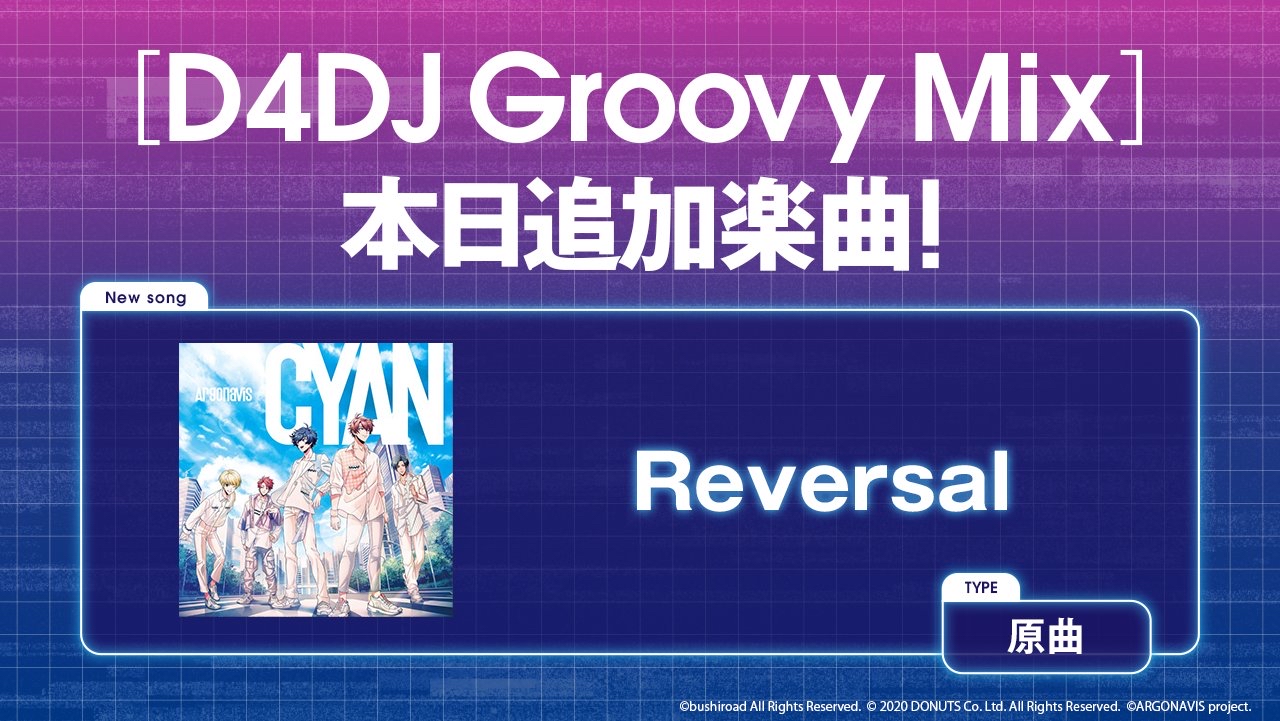 [D4DJ Groovy Mix]
本日追加楽曲!
New song
Argonavis
CYAN
Reversal
TYPE
原曲
©bushiroad All Rights Reserved. © 2020 DONUTS Co. Ltd. All Rights Reserved. ©ARGONAVIS project.